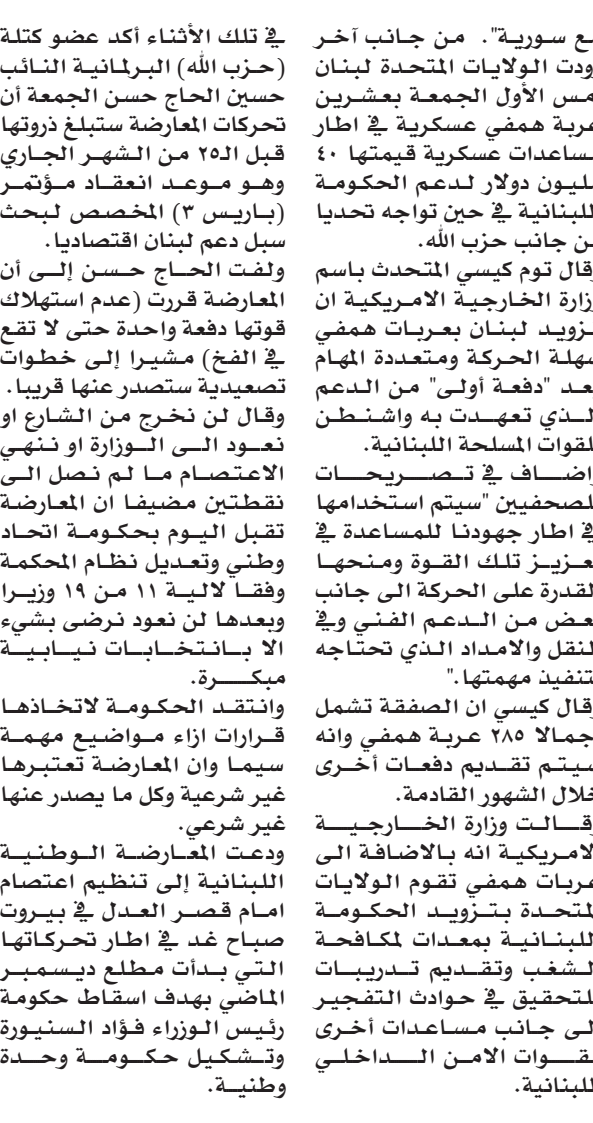 مع سورية". من جانب آخر
زودت الولايات المتحدة لبنان
أمس الأول الجمعة بعشرين
عربة همفي عسكرية في اطار
مساعدات عسكرية قيمتها ٤٠
مليون دولار لدعم الحكومة
اللبنانية في حين تواجه تحديا
من جانب حزب الله.
وقال توم كيسي المتحدث باسم
وزارة الخارجية الامريكية ان
تزويد لبنان بعربات همفي
سهلة الحركة ومتعددة المهام
يعد "دفعة أولى" من الدعم
الذي تعهدت به واشنطن
للقوات المسلحة اللبنانية.
واضاف في تصريحات
للصحفيين "سيتم استخدامها
في اطار جهودنا للمساعدة في
تعزيز تلك القوة ومنحها
القدرة على الحركة الى جانب
بعض من الدعم الفني وفي
النقل والامداد الذي تحتاجه
لتنفيذ مهمتها."
وقال كيسي ان الصفقة تشمل
اجمالا ٢٨٥ عربة همفي وانه
سيتم تقديم دفعات أخرى
خلال الشهور القادمة.
وقالت وزارة الخارجية
الامريكية انه بالاضافة الى
عربات همفي تقوم الولايات
المتحدة بتزويد الحكومة
اللبنانية بمعدات لمكافحة
الشغب وتقديم تدريبات
للتحقيق في حوادث التفجير
الى جانب مساعدات أخرى
لقوات الامن الداخلي
اللبنانية.
في تلك الأثناء أكد عضو كتلة
(حزب الله) البرلمانية النائب
حسين الحاج حسن الجمعة أن
تحركات المعارضة ستبلغ ذروتها
قبل الـ٢٥ من الشهر الجاري
وهو موعد انعقاد مؤتمر
(باريس ٣) المخصص لبحث
سبل دعم لبنان اقتصاديا.
ولفت الحاج حسن إلى أن
المعارضة قررت (عدم استهلاك
قوتها دفعة واحدة حتى لا تقع
في الفخ) مشيرا إلى خطوات
تصعيدية ستصدر عنها قريبا.
وقال لن نخرج من الشارع او
نعود الى الوزارة او ننهي
الاعتصام ما لم نصل الى
نقطتين مضيفا ان المعارضة
تقبل اليوم بحكومة اتحاد
وطني وتعديل نظام المحكمة
وفقا لالية ١١ من ١٩ وزيرا
وبعدها لن نعود نرضى بشيء
الا بانتخابات نيابية
مبكرة.
وانتقد الحكومة لاتخاذها
قرارات ازاء مواضيع مهمة
سيما وان المعارضة تعتبرها
غير شرعية وكل ما يصدر عنها
غير شرعي.
ودعت المعارضة الوطنية
اللبنانية إلى تنظيم اعتصام
امام قصر العدل في بيروت
صباح غد في اطار تحركاتها
التي بدأت مطلع ديسمبر
الماضي بهدف اسقاط حكومة
رئيس الوزراء فؤاد السنيورة
وتشكيل حكومة وحدة
وطنية.